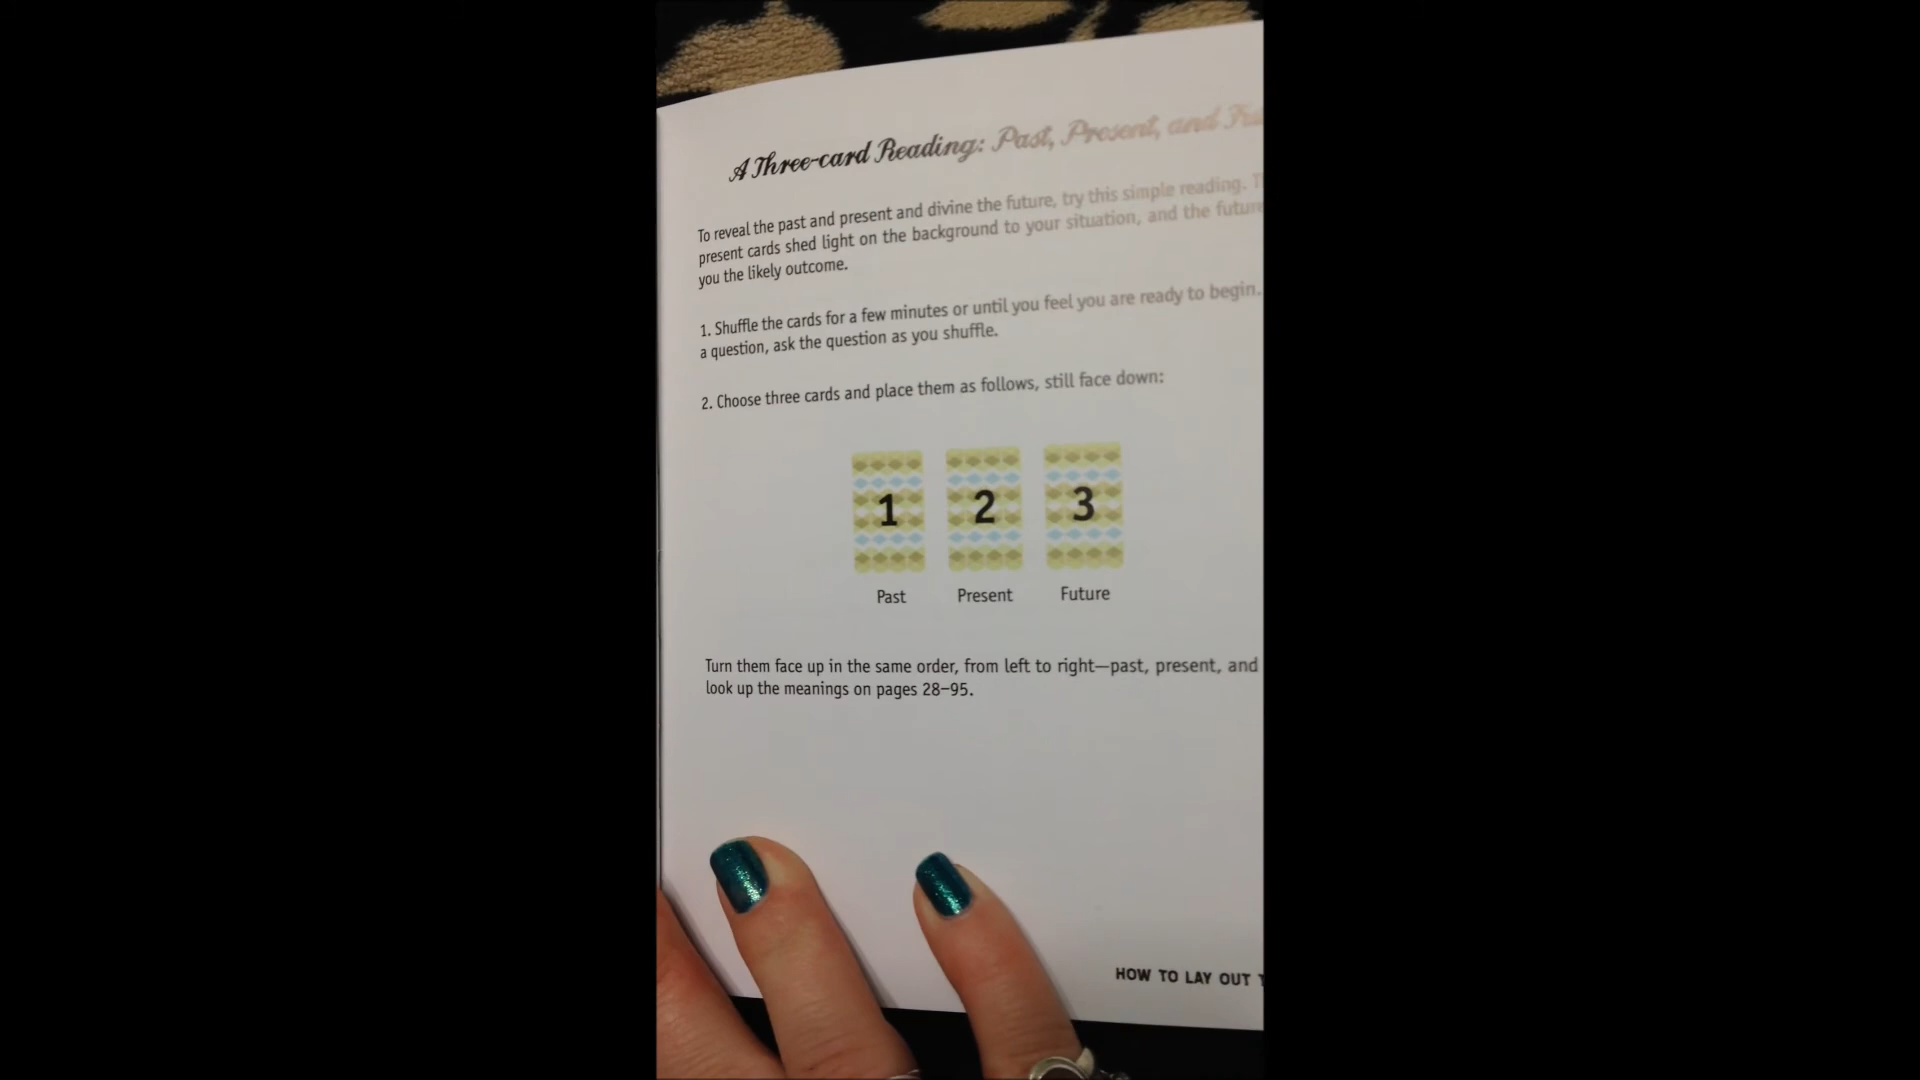 A Three-card Reading: Past, Present, and
To reveal the past and present and divine the future, try this simple reading.
present cards shed light on the background to your situation, and the future
you the likely outcome.
1. Shuffle the cards for a few minutes or until you feel you are ready to begin.
a question, ask the question as you shuffle.
2. Choose three cards and place them as follows, still face down:
1 2 3
Past Present Future
Turn them face up in the same order, from left to right—past, present, and
look up the meanings on pages 28–95.
HOW TO LAY OUT